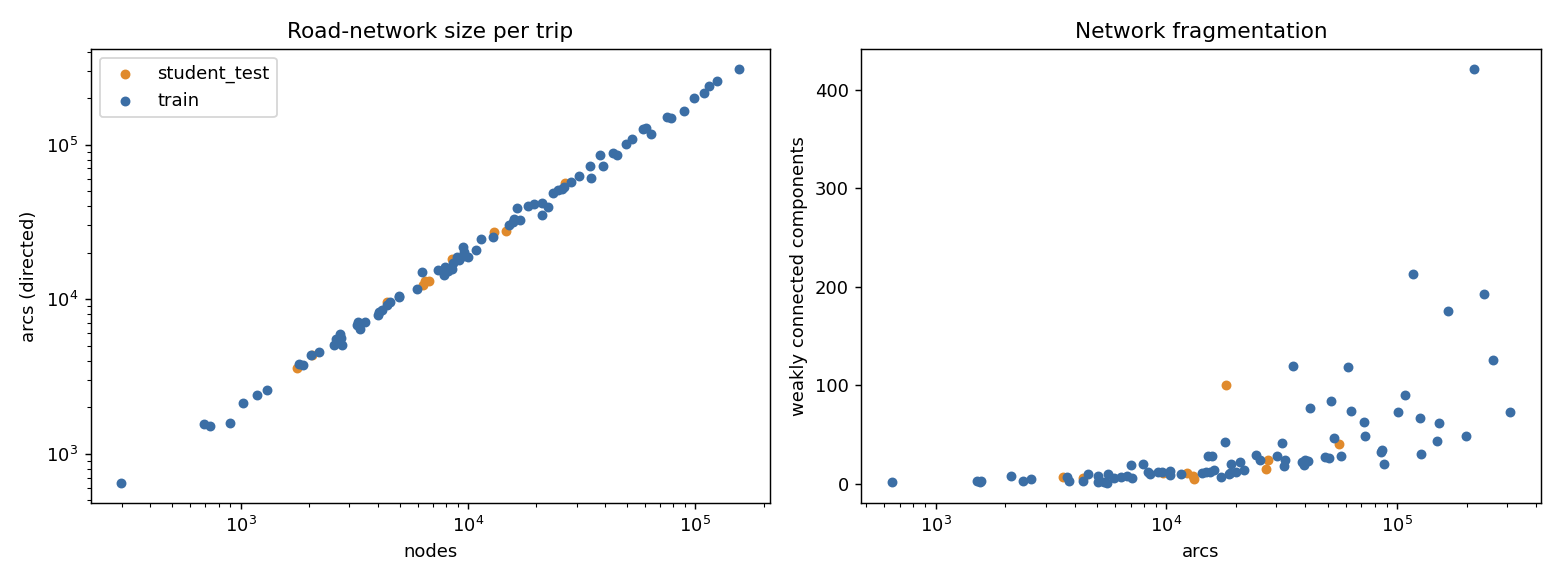 Road-network size per trip
student_test
train
10^5
10^4
10^3
arcs (directed)
10^3
10^4
10^5
nodes
Network fragmentation
400
300
200
100
0
weakly connected components
10^3
10^4
10^5
arcs